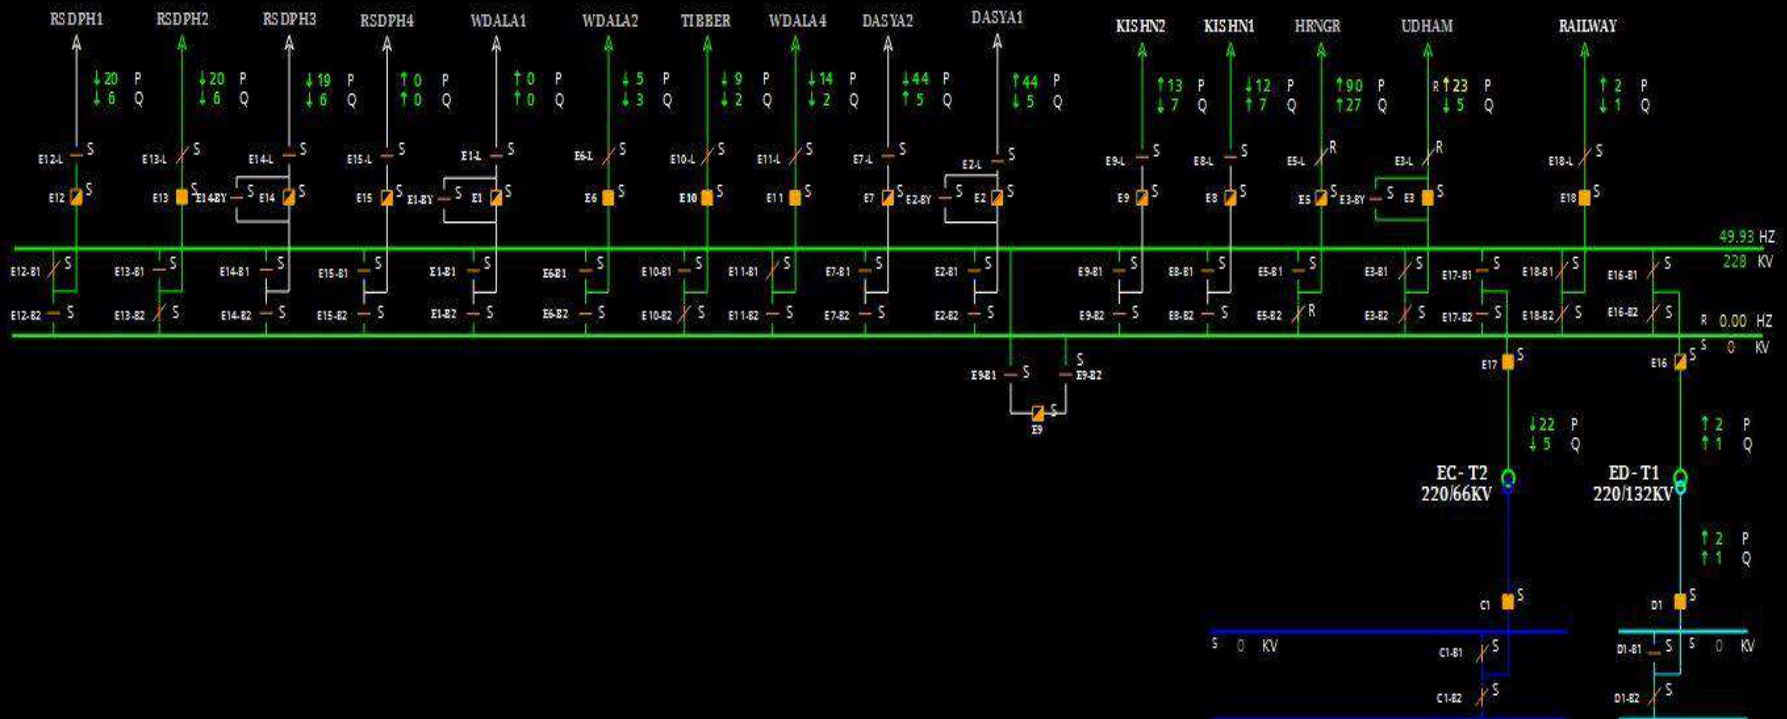 RSDPH1 RSDPH2 RSDPH3 RSDPH4 WDALA1 WDALA2 TIBBER WDALA4 DASYA2 DASYA1 KISHN2 KISHN1 HRNGR UDHAM RAILWAY
↓20 P ↓20 P ↓19 P ↑0 P ↑0 P ↓5 P ↓9 P ↓14 P ↓44 P ↑44 P ↑13 P ↓12 P ↑90 P R ↑23 P ↑2 P
↓6 Q ↓6 Q ↓6 Q ↑0 Q ↑0 Q ↓3 Q ↓2 Q ↓2 Q ↑5 Q ↓5 Q ↓7 Q ↑7 Q ↑27 Q ↓5 Q ↓1 Q
E12-L S E13-L S E14-L S E15-L S E1-L S E6-L S E10-L S E11-L S E7-L S E2-L S E9-L S E8-L S E5-L R E3-L R E18-L S
E12 S E13 S E14-BY S E14 S E15 S E1-BY S E1 S E6 S E10 S E11 S E7 S E2-BY S E2 S E9 S E8 S E5 S E3-BY S E3 S E18 S
49.93 HZ
228 KV
E12-B1 S E13-B1 S E14-B1 S E15-B1 S E1-B1 S E6-B1 S E10-B1 S E11-B1 S E7-B1 S E2-B1 S E9-B1 S E8-B1 S E5-B1 S E3-B1 S E17-B1 S E18-B1 S E16-B1 S
E12-B2 S E13-B2 S E14-B2 S E15-B2 S E1-B2 S E6-B2 S E10-B2 S E11-B2 S E7-B2 S E2-B2 S E9-B2 S E8-B2 S E5-B2 R E3-B2 S E17-B2 S E18-B2 S E16-B2 S
R 0.00 HZ
S 0 KV
E17 S E16 S
E9-B1 S S E9-B2
S
E9
↓22 P ↑2 P
↓5 Q ↑1 Q
EC-T2 ED-T1
220/66KV 220/132KV
↑2 P
↑1 Q
C1 S D1 S
S 0 KV S 0 KV
C1-B1 S D1-B1 S
C1-B2 S D1-B2 S